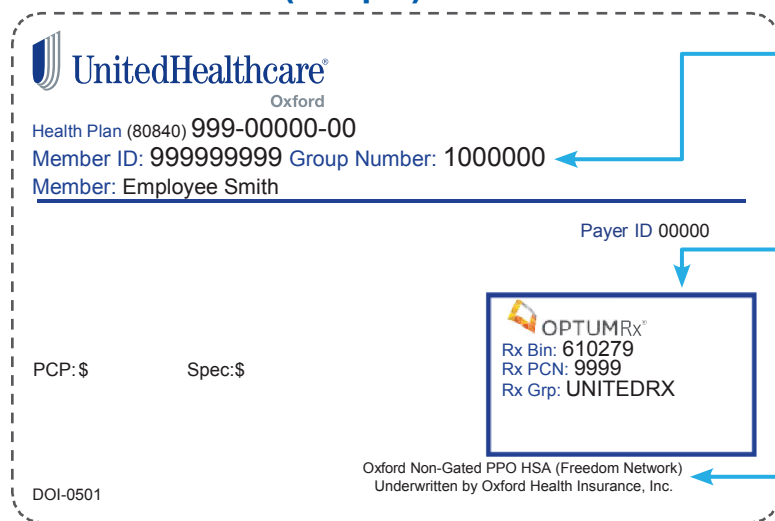 UnitedHealthcare®
Oxford
Health Plan (80840) 999-00000-00
Member ID: 999999999 Group Number: 1000000
Member: Employee Smith
Payer ID 00000
OPTUMRx®
Rx Bin: 610279
Rx PCN: 9999
Rx Grp: UNITEDRX
PCP: $ Spec:$
Oxford Non-Gated PPO HSA (Freedom Network)
Underwritten by Oxford Health Insurance, Inc.
DOI-0501